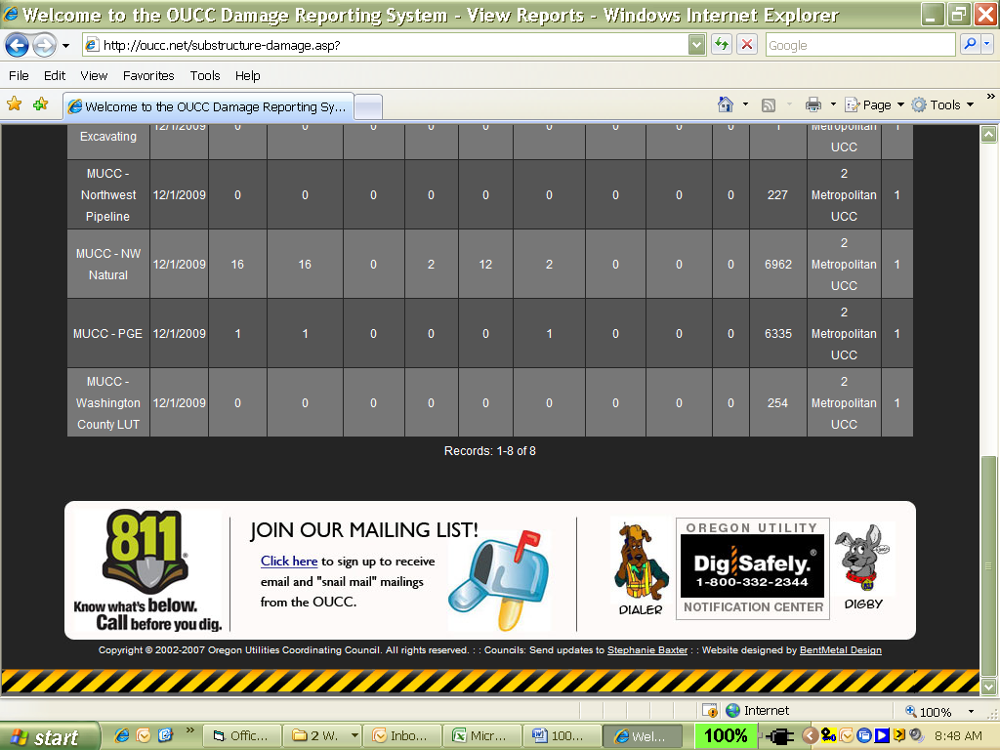 Welcome to the OUCC Damage Reporting System - View Reports - Windows Internet Explorer
http://oucc.net/substructure-damage.asp?
Google
File Edit View Favorites Tools Help
Welcome to the OUCC Damage Reporting Sy...
Page Tools »
Excavating 12/1/2009 0 0 0 0 0 0 0 0 0 1 Metropolitan UCC 1
MUCC -
Northwest
Pipeline
12/1/2009 0 0 0 0 0 0 0 0 0 227
2
Metropolitan
UCC
1
MUCC - NW
Natural
12/1/2009 16 16 0 2 12 2 0 0 0 6962
2
Metropolitan
UCC
1
MUCC - PGE
12/1/2009 1 1 0 0 0 1 0 0 0 6335
2
Metropolitan
UCC
1
MUCC -
Washington
County LUT
12/1/2009 0 0 0 0 0 0 0 0 0 254
2
Metropolitan
UCC
1
Records: 1-8 of 8
811
Know what's below.
Call before you dig.
JOIN OUR MAILING LIST!
Click here to sign up to receive
email and "snail mail" mailings
from the OUCC.
DIALER
OREGON UTILITY
Dig Safely.®
1-800-332-2344
NOTIFICATION CENTER
DIGBY
Copyright © 2002-2007 Oregon Utilities Coordinating Council. All rights reserved. : : Councils: Send updates to Stephanie Baxter : : Website designed by BentMetal Design
Internet 100%
start » Offic... 2 W. Inbo... Micr... 100... Wel... 100% 8:48 AM